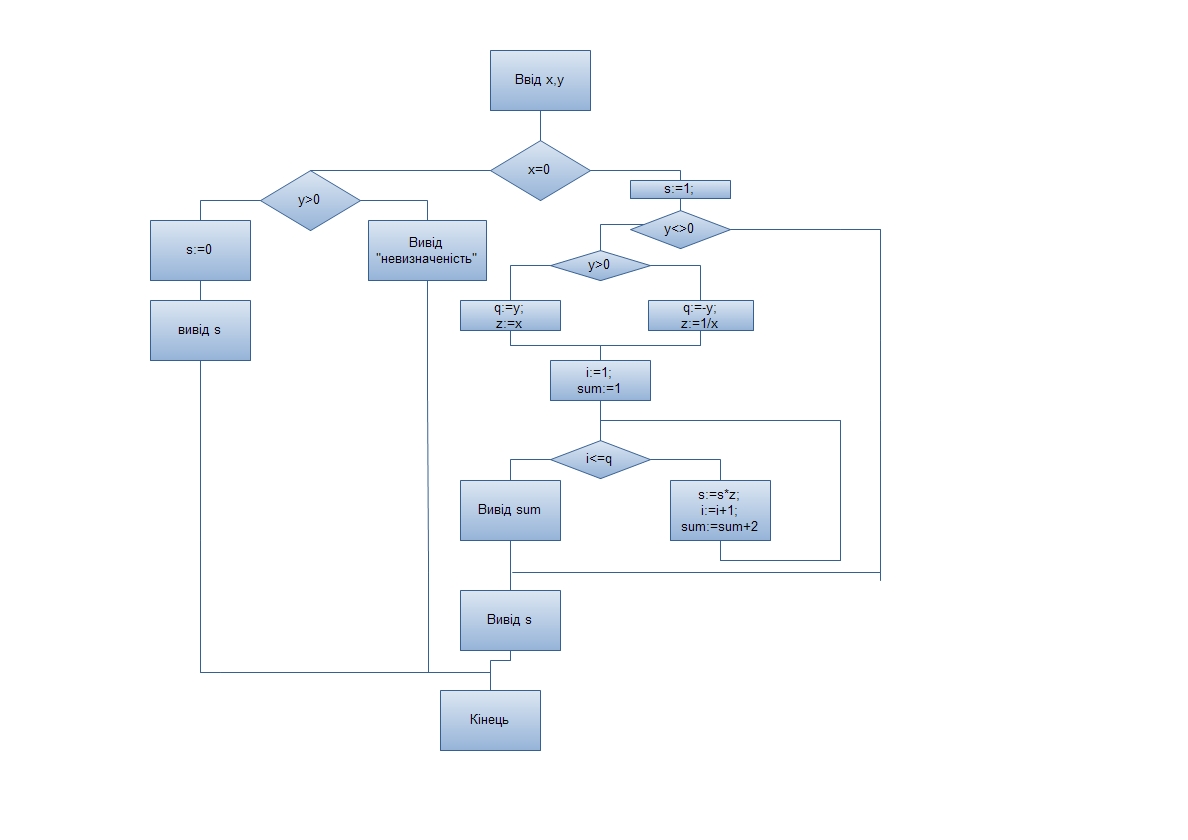 Ввід x,y
x=0
y>0
s:=0
вивід s
Вивід
"невизначеність"
s:=1;
y<>0
y>0
q:=y;
z:=x
q:=-y;
z:=1/x
i:=1;
sum:=1
i<=q
Вивід sum
s:=s*z;
i:=i+1;
sum:=sum+2
Вивід s
Кінець